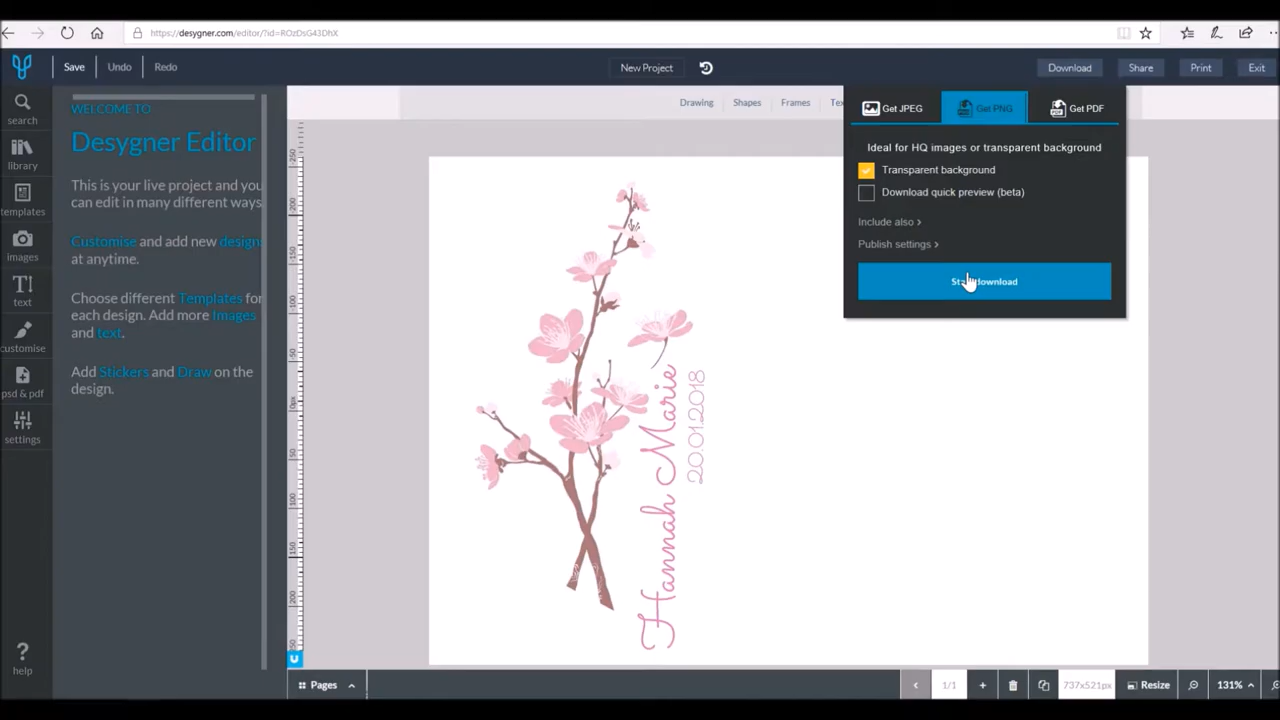 https://desygner.com/editor/?id=ROzDsG43DhX
Save
Undo
Redo
New Project
Download
Share
Print
Exit
search
library
templates
images
text
customise
psd & pdf
settings
help
WELCOME TO
Desygner Editor
This is your live project and you
can edit in many different ways
Customise and add new design
at anytime.
Choose different Templates for
each design. Add more Images
and text.
Add Stickers and Draw on the
design.
Drawing
Shapes
Frames
Get JPEG
Get PNG
Get PDF
Ideal for HQ images or transparent background
Transparent background
Download quick preview (beta)
Include also >
Publish settings >
Start download
Hannah Marie
20.01.2018
Pages
1/1
737x521px
Resize
131%